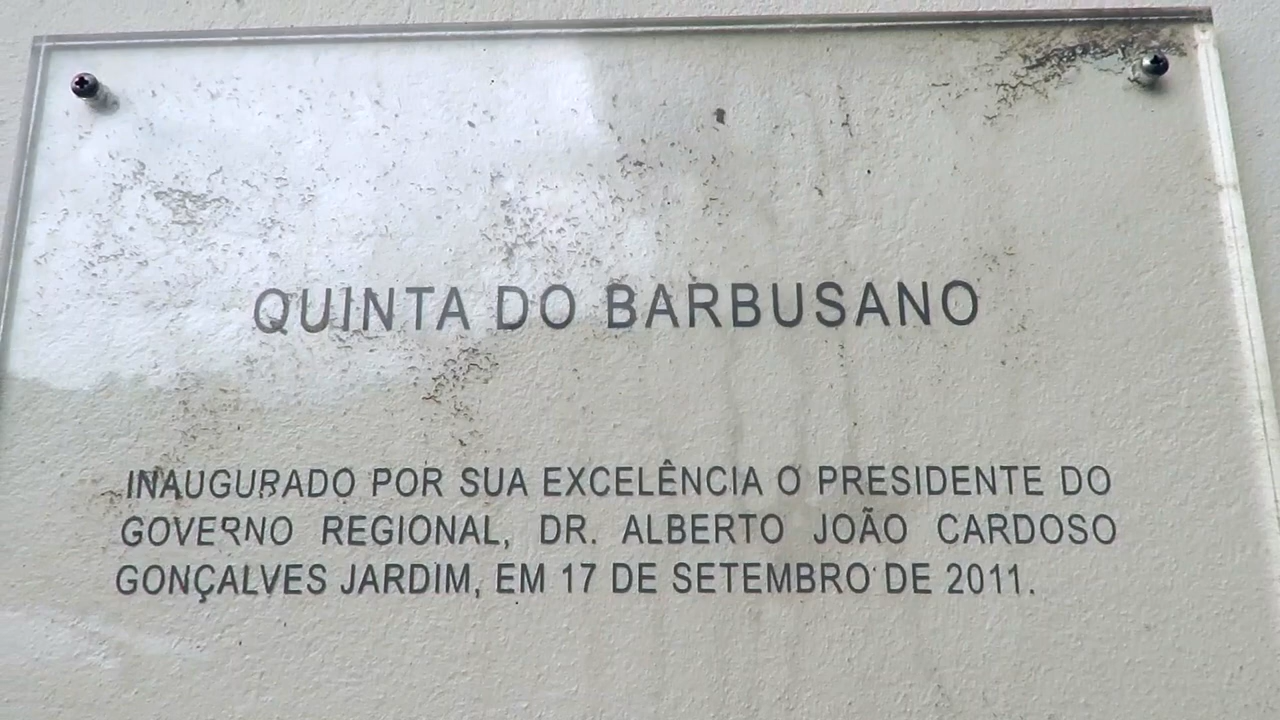 QUINTA DO BARBUSANO
INAUGURADO POR SUA EXCELÊNCIA O PRESIDENTE DO
GOVERNO REGIONAL, DR. ALBERTO JOÃO CARDOSO
GONÇALVES JARDIM, EM 17 DE SETEMBRO DE 2011.